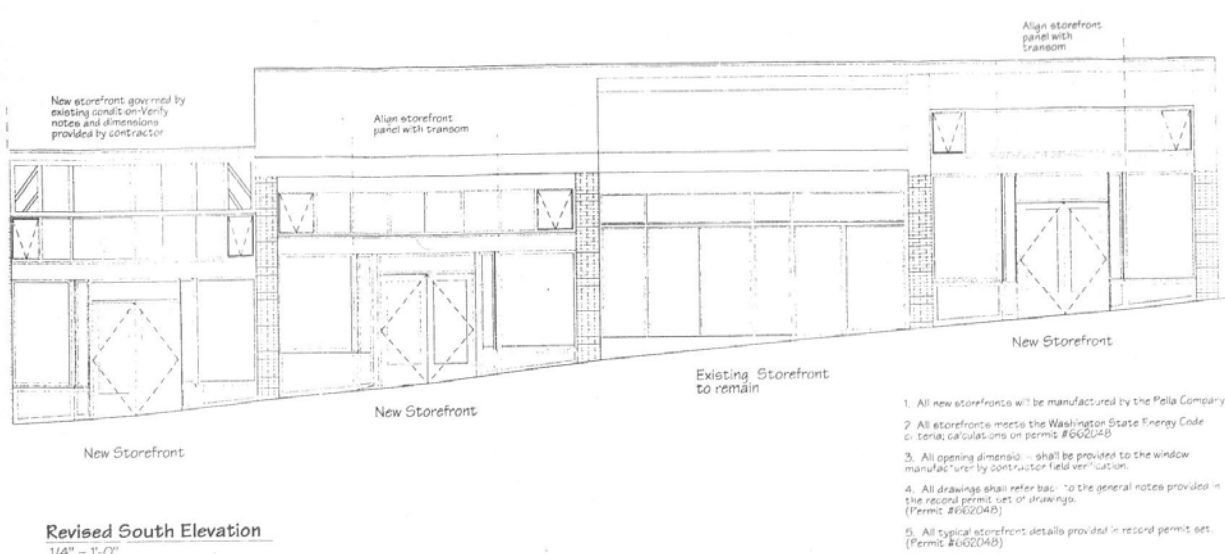 Align storefront
panel with
transom
New storefront governed by
existing condition-Verify
notes and dimensions
provided by contractor
Align storefront
panel with transom
New Storefront
Existing Storefront
to remain
New Storefront
New Storefront
1. All new storefronts will be manufactured by the Pella Company
2 All storefronts meets the Washington State Energy Code
criteria; calculations on permit #662048
3. All opening shall be provided to the window
manufacturer by contractor field verification.
4. All drawings shall refer back to the general notes provided in
the record permit set of drawings.
(Permit #662048)
5. All typical storefront details provided in record permit set.
(Permit #662048)
Revised South Elevation
1/4" = 1'-0"